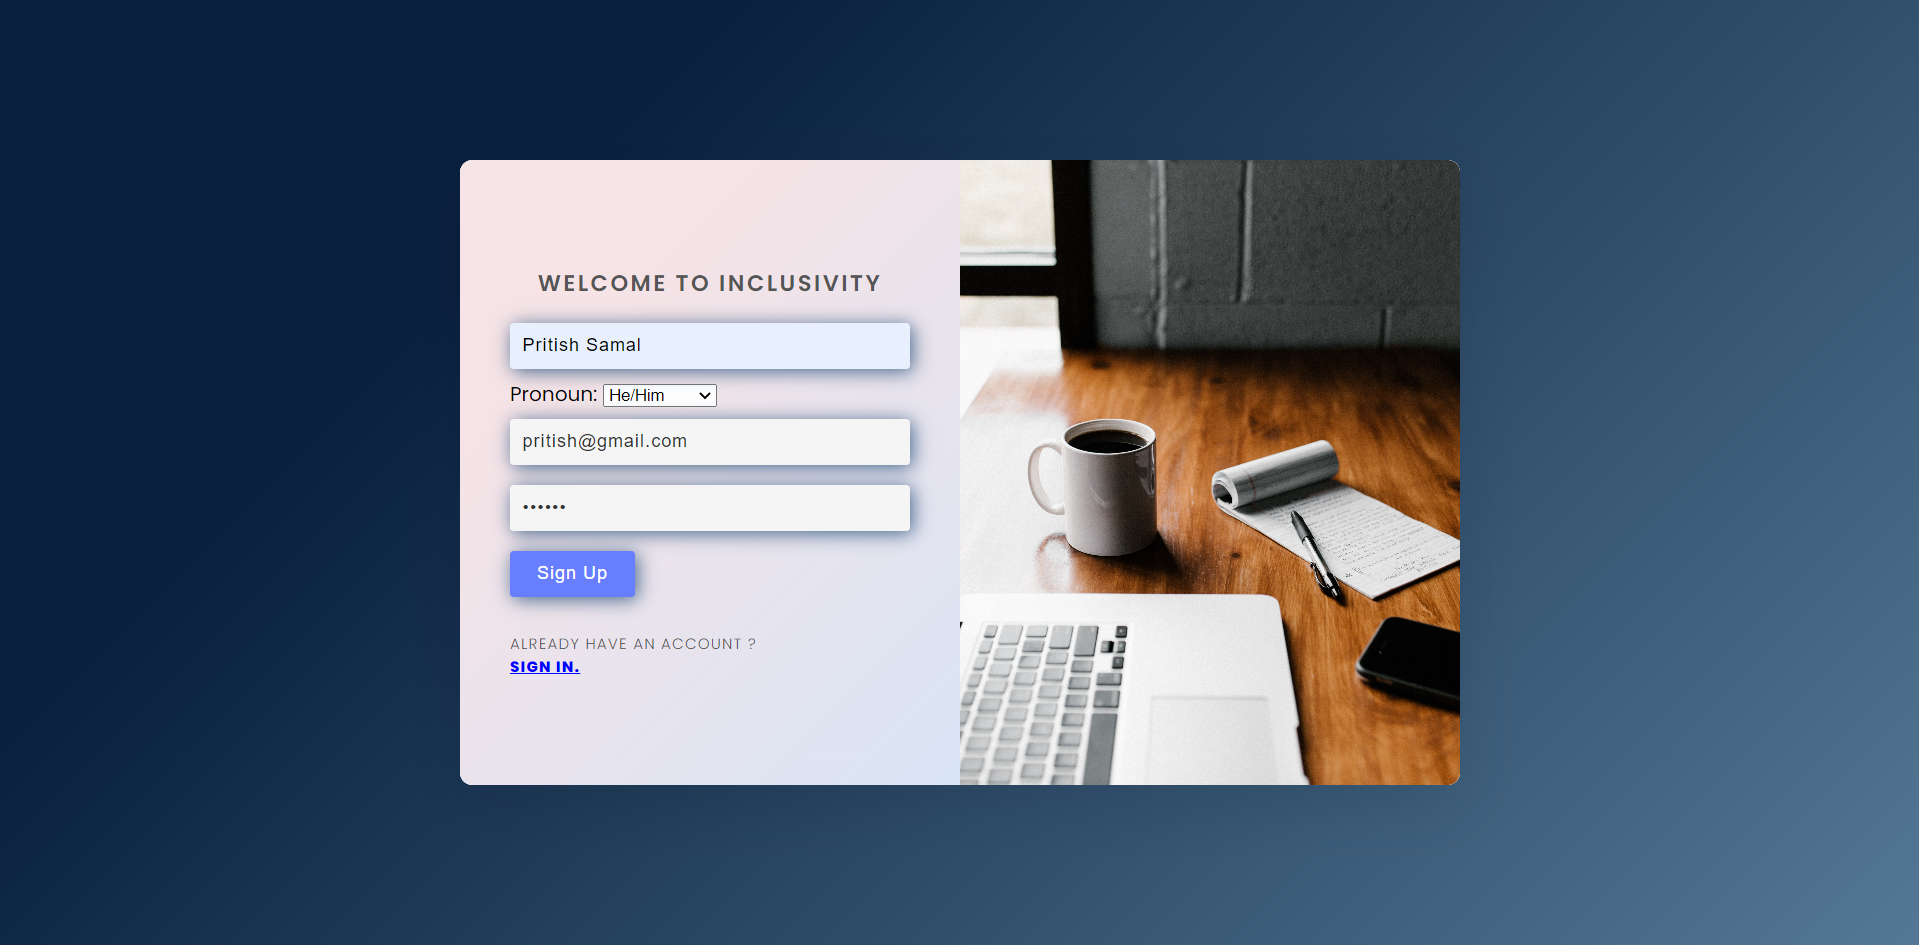 WELCOME TO INCLUSIVITY
Pritish Samal
Pronoun: He/Him
pritish@gmail.com
••••••
Sign Up
ALREADY HAVE AN ACCOUNT ?
SIGN IN.